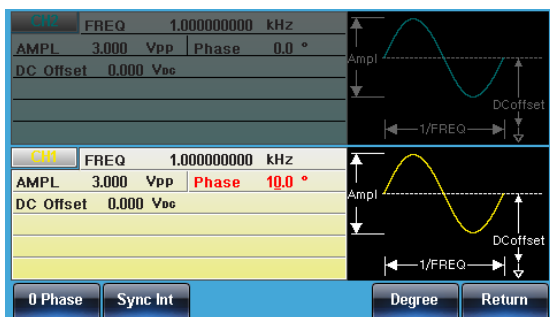 CH2 FREQ 1.000000000 kHz
AMPL 3.000 Vpp Phase 0.0 °
DC Offset 0.000 VDC
Ampl
DCoffset
1/FREQ
CH1 FREQ 1.000000000 kHz
AMPL 3.000 Vpp Phase 10.0 °
DC Offset 0.000 VDC
Ampl
DCoffset
1/FREQ
0 Phase Sync Int Degree Return